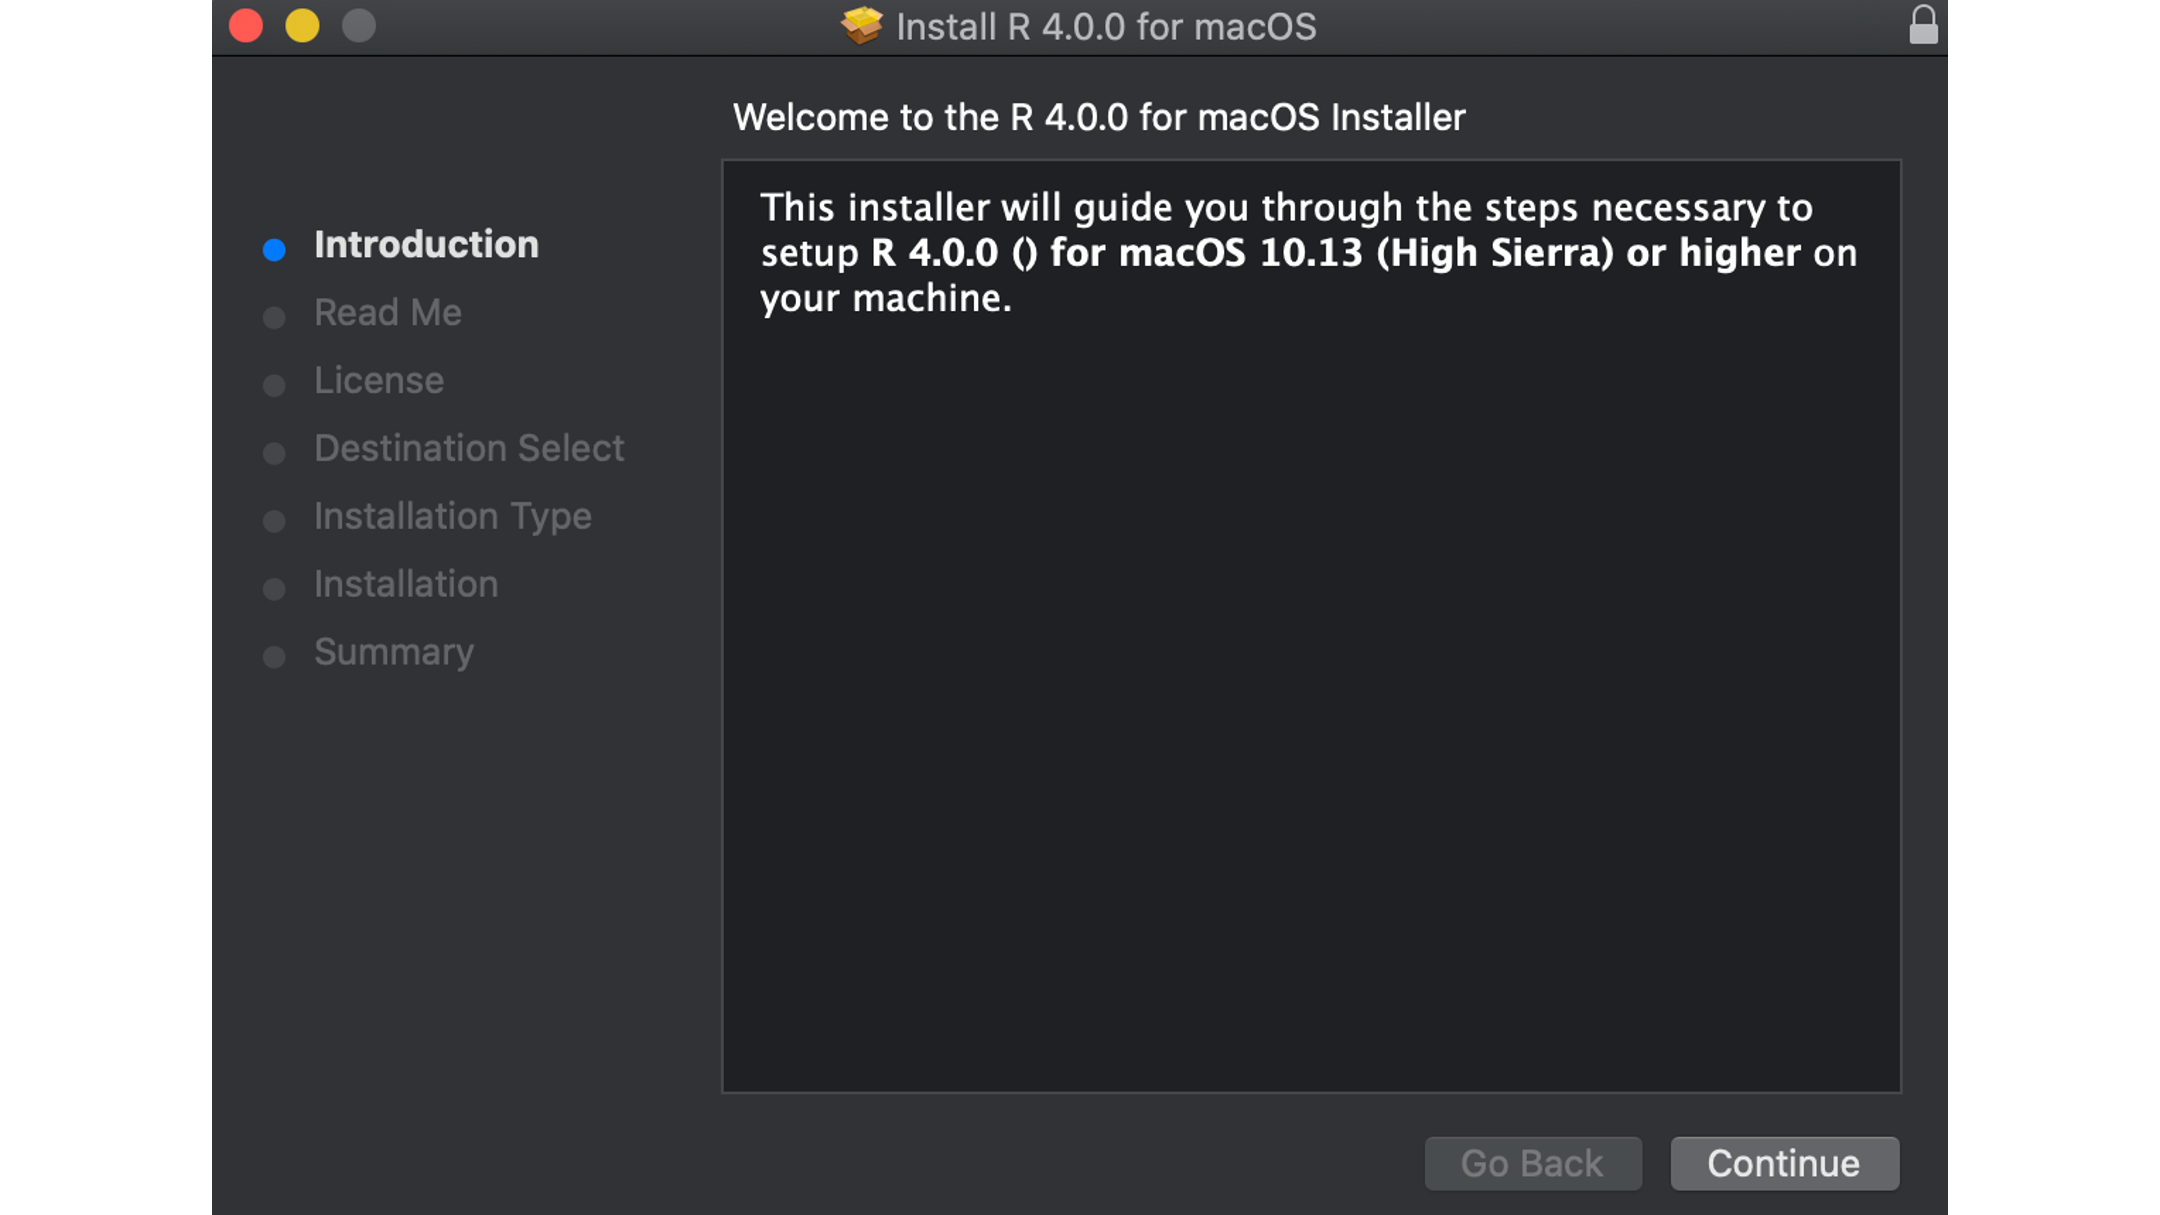 Install R 4.0.0 for macOS
Welcome to the R 4.0.0 for macOS Installer
Introduction
Read Me
License
Destination Select
Installation Type
Installation
Summary
This installer will guide you through the steps necessary to
setup R 4.0.0 () for macOS 10.13 (High Sierra) or higher on
your machine.
Go Back
Continue